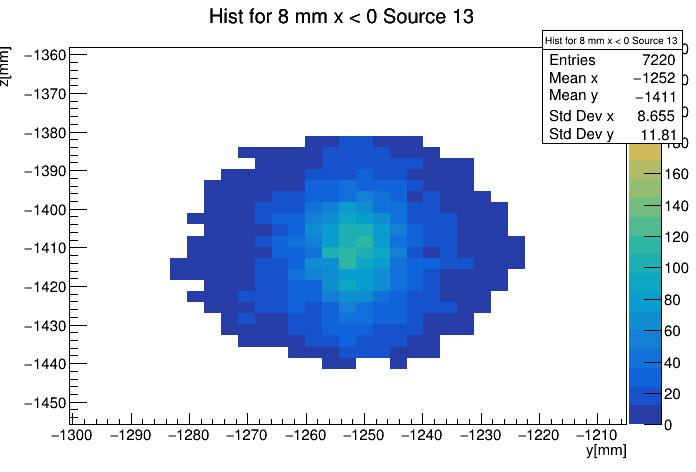 Hist for 8 mm x < 0 Source 13
Hist for 8 mm x < 0 Source 13
Entries 7220
Mean x −1252
Mean y −1411
Std Dev x 8.655
Std Dev y 11.81
z[mm]
−1360
−1370
−1380
−1390
−1400
−1410
−1420
−1430
−1440
−1450
−1300 −1290 −1280 −1270 −1260 −1250 −1240 −1230 −1220 −1210
y[mm]
160
140
120
100
80
60
40
20
0